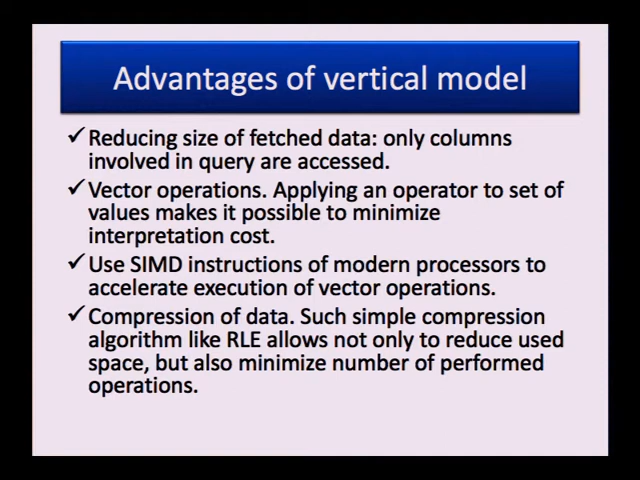 Advantages of vertical model
✓ Reducing size of fetched data: only columns
involved in query are accessed.
✓ Vector operations. Applying an operator to set of
values makes it possible to minimize
interpretation cost.
✓ Use SIMD instructions of modern processors to
accelerate execution of vector operations.
✓ Compression of data. Such simple compression
algorithm like RLE allows not only to reduce used
space, but also minimize number of performed
operations.